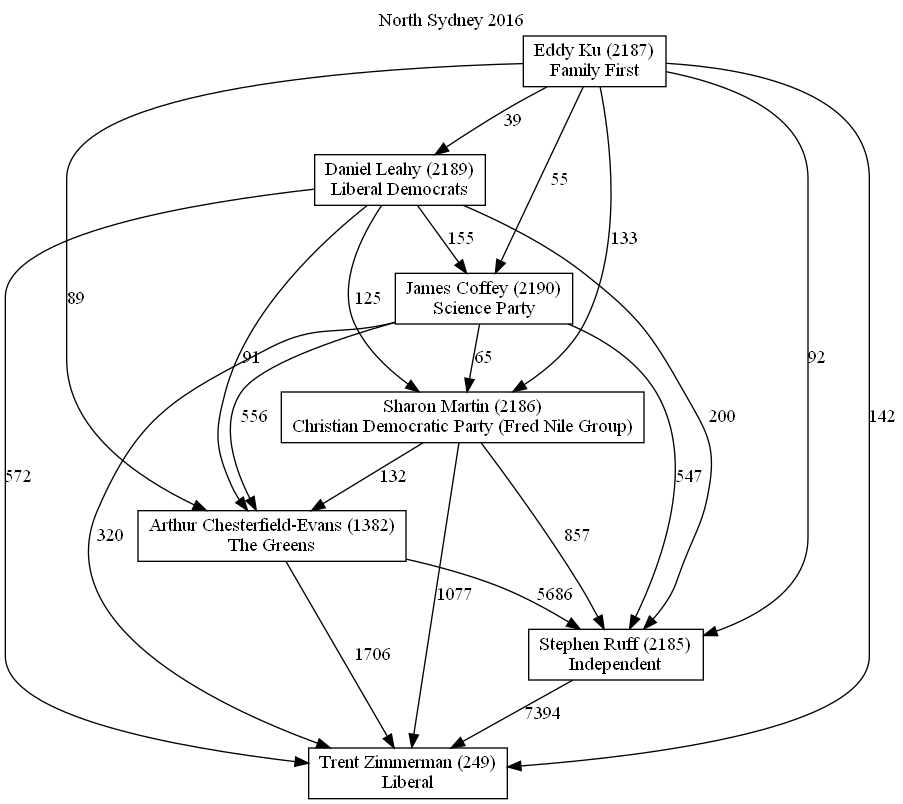 North Sydney 2016
Eddy Ku (2187)
Family First
39
Daniel Leahy (2189)
Liberal Democrats
55
155
133
James Coffey (2190)
Science Party
89
125
91
65
92
556
200
142
Sharon Martin (2186)
Christian Democratic Party (Fred Nile Group)
572
132
547
320
Arthur Chesterfield-Evans (1382)
The Greens
857
1077
5686
1706
Stephen Ruff (2185)
Independent
7394
Trent Zimmerman (249)
Liberal